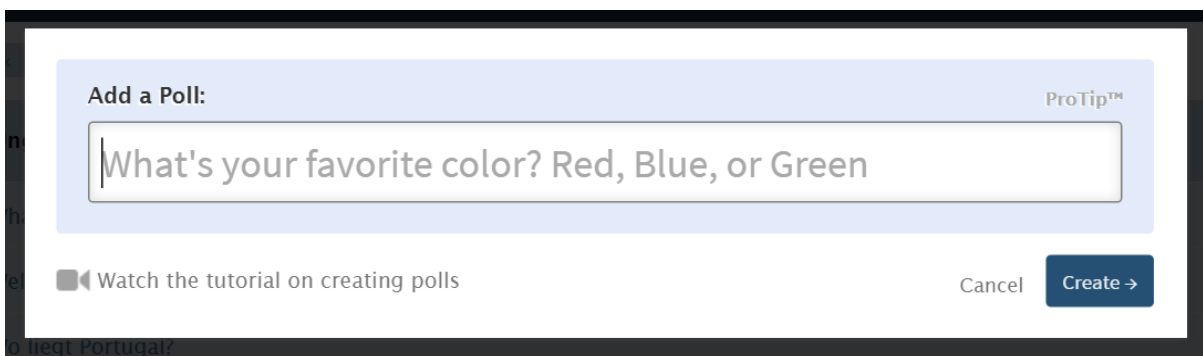 Add a Poll:
ProTip™
What's your favorite color? Red, Blue, or Green
Watch the tutorial on creating polls
Cancel
Create →
liegt Portugal?